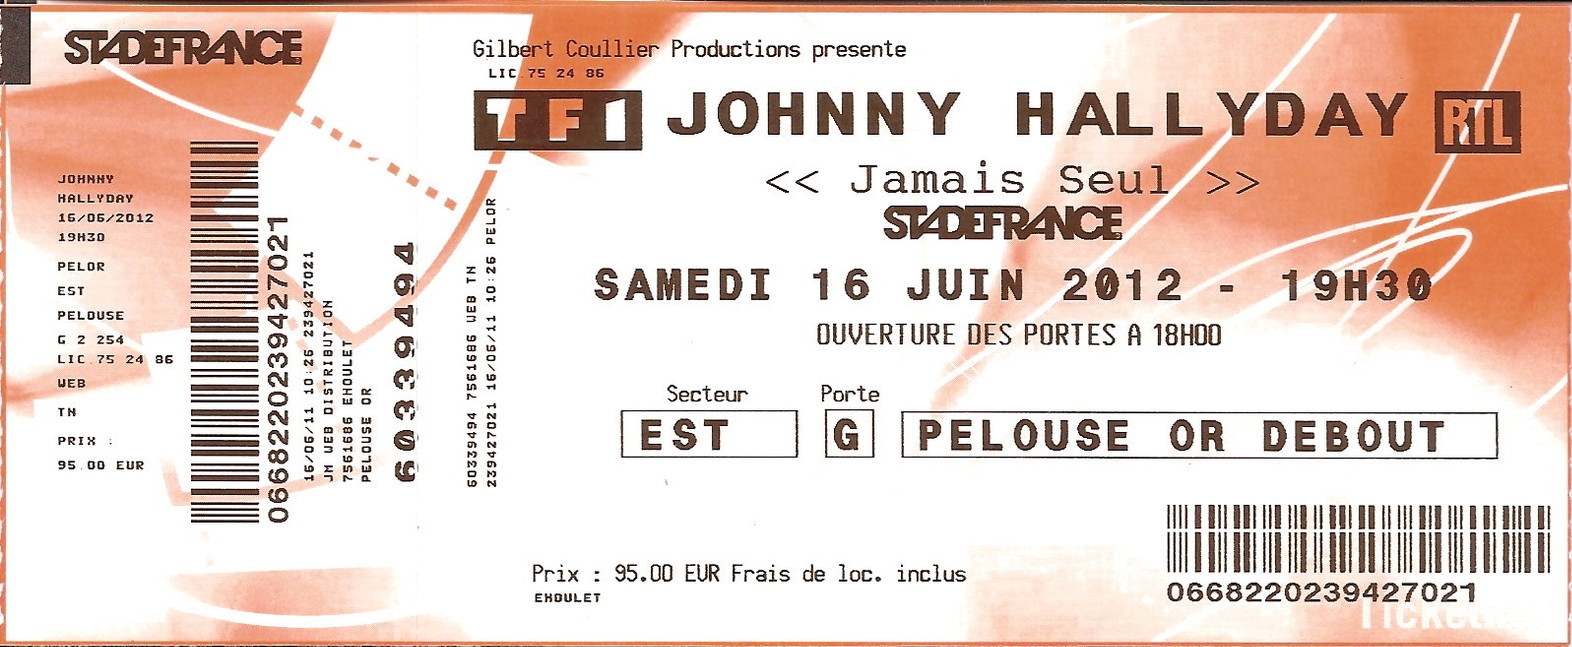 STADEFRANCE
JOHNNY
HALLYDAY
16/06/2012
19H30
PELOR
EST
PELOUSE
G 2 254
LIC.75 24 86
WEB
TN
PRIX :
95.00 EUR
0668220239427021
16/06/11 10:26 239427021
JM WEB DISTRIBUTION
7561686 EHOULET
PELOUSE OR
60339494
60339494 7561686 WEB TN
239427021 16/06/11 10:26 PELOR
Gilbert Coullier Productions presente
LIC.75 24 86
TF1 JOHNNY HALLYDAY RTL
<< Jamais Seul >>
STADEFRANCE
SAMEDI 16 JUIN 2012 - 19H30
OUVERTURE DES PORTES A 18H00
Secteur Porte
EST G PELOUSE OR DEBOUT
Prix : 95.00 EUR Frais de loc. inclus
EHOULET
0668220239427021